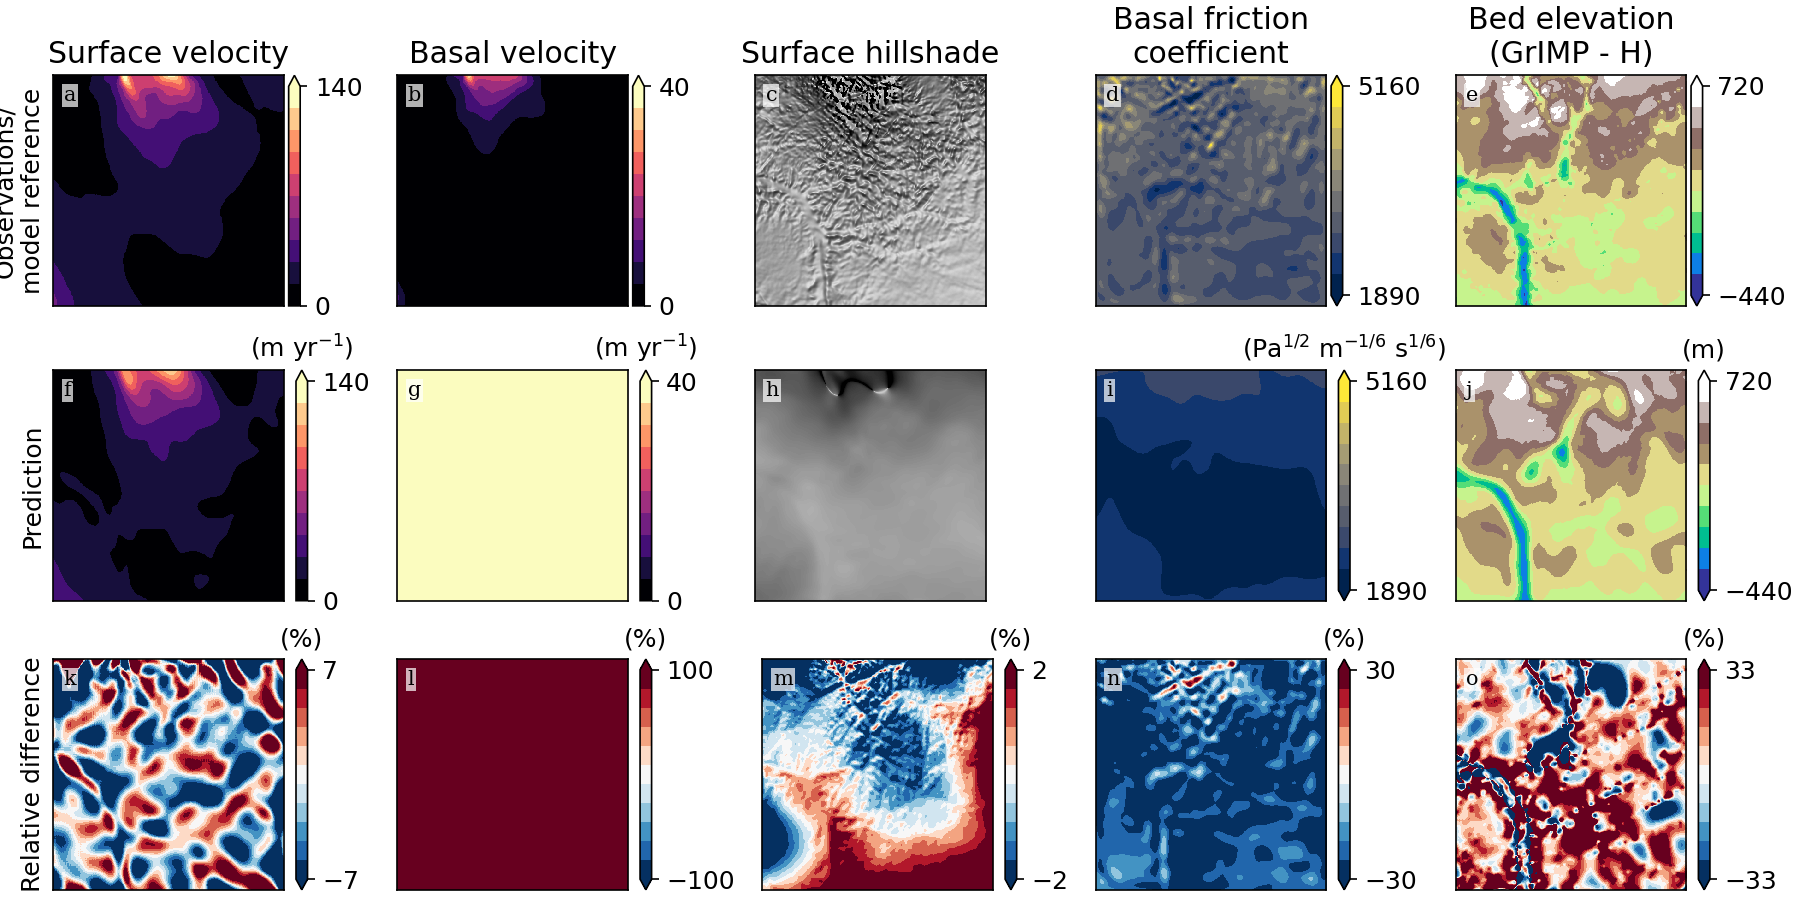 Surface velocity
Basal velocity
Surface hillshade
Basal friction
coefficient
Bed elevation
(GrIMP - H)
Observations/
model reference
a
140
0
b
40
0
c
d
5160
1890
e
720
−440
(m yr−1)
(m yr−1)
(Pa1/2 m−1/6 s1/6)
(m)
Prediction
f
140
0
g
40
0
h
i
5160
1890
j
720
−440
(%)
(%)
(%)
(%)
(%)
Relative difference
k
7
−7
l
100
−100
m
2
−2
n
30
−30
o
33
−33